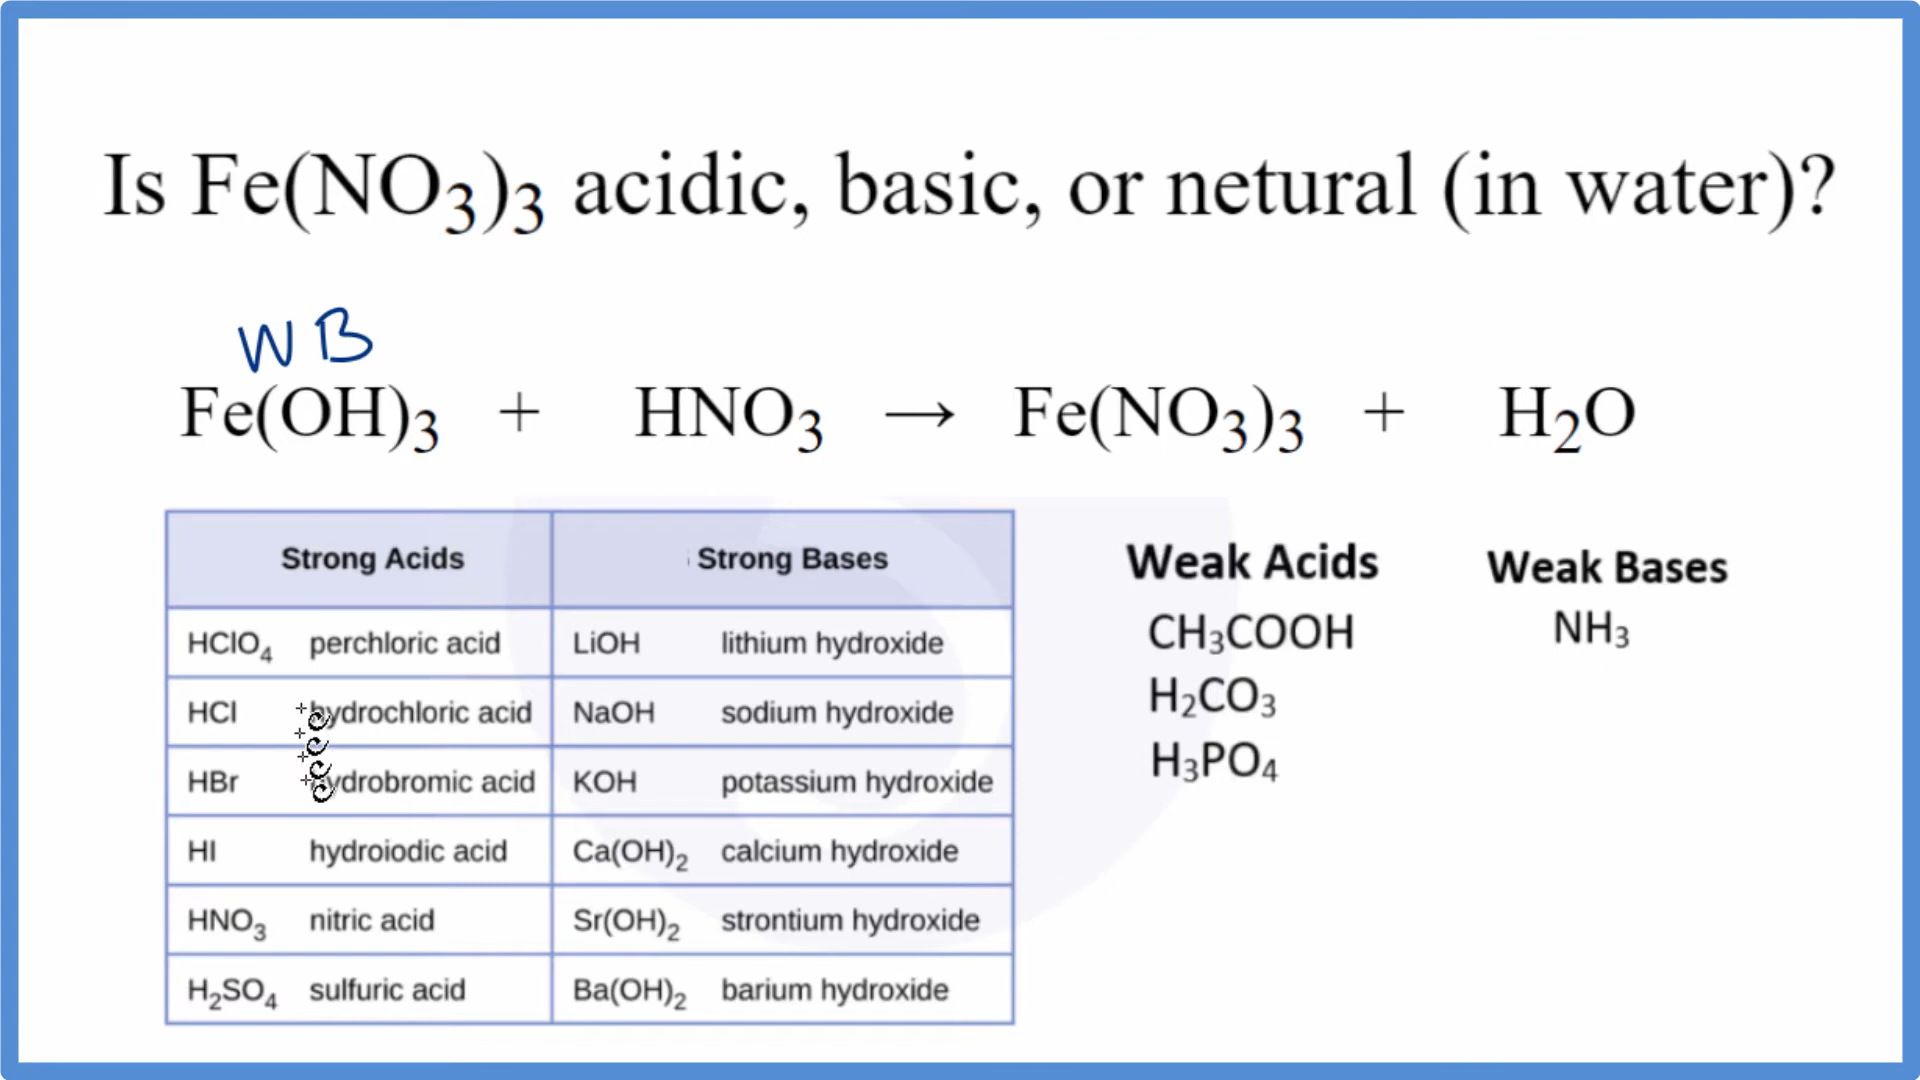 Is Fe(NO₃)₃ acidic, basic, or netural (in water)?
WB
Fe(OH)₃ + HNO₃ → Fe(NO₃)₃ + H₂O
Strong Acids Strong Bases
HClO₄ perchloric acid LiOH lithium hydroxide
HCl hydrochloric acid NaOH sodium hydroxide
HBr hydrobromic acid KOH potassium hydroxide
HI hydroiodic acid Ca(OH)₂ calcium hydroxide
HNO₃ nitric acid Sr(OH)₂ strontium hydroxide
H₂SO₄ sulfuric acid Ba(OH)₂ barium hydroxide
Weak Acids
CH₃COOH
H₂CO₃
H₃PO₄
Weak Bases
NH₃